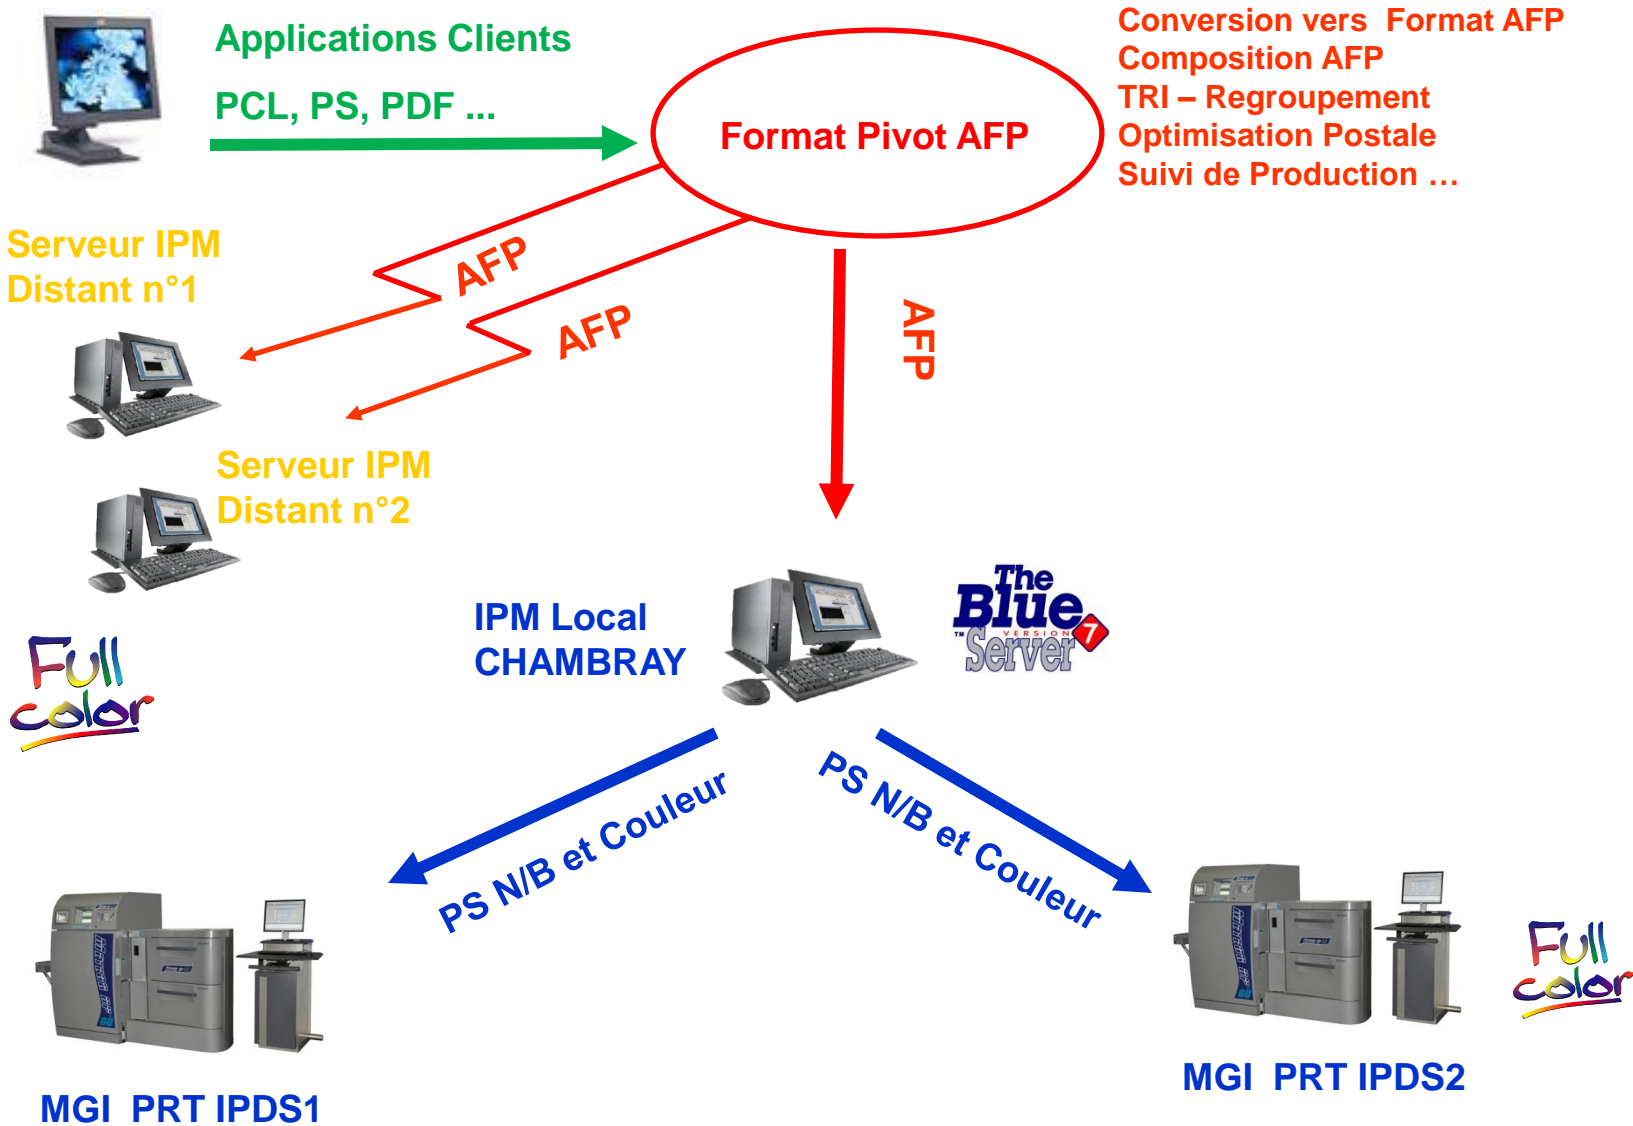 Applications Clients
PCL, PS, PDF ...
Format Pivot AFP
Conversion vers Format AFP
Composition AFP
TRI – Regroupement
Optimisation Postale
Suivi de Production …
AFP
AFP
AFP
Serveur IPM
Distant n°1
Serveur IPM
Distant n°2
Full
color
IPM Local
CHAMBRAY
The
Blue
TM VERSION 7
Server
PS N/B et Couleur
PS N/B et Couleur
Full
color
MGI PRT IPDS1
MGI PRT IPDS2